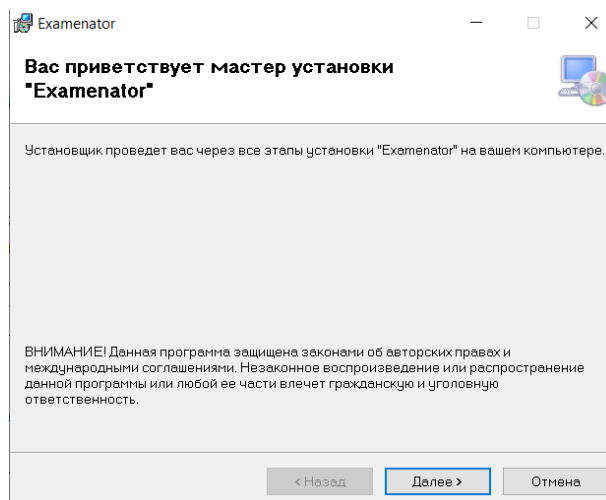 Examenator
Вас приветствует мастер установки
"Examenator"
Установщик проведет вас через все этапы установки "Examenator" на вашем компьютере.
ВНИМАНИЕ! Данная программа защищена законами об авторских правах и
международными соглашениями. Незаконное воспроизведение или распространение
данной программы или любой ее части влечет гражданскую и уголовную
ответственность.
< Назад
Далее >
Отмена